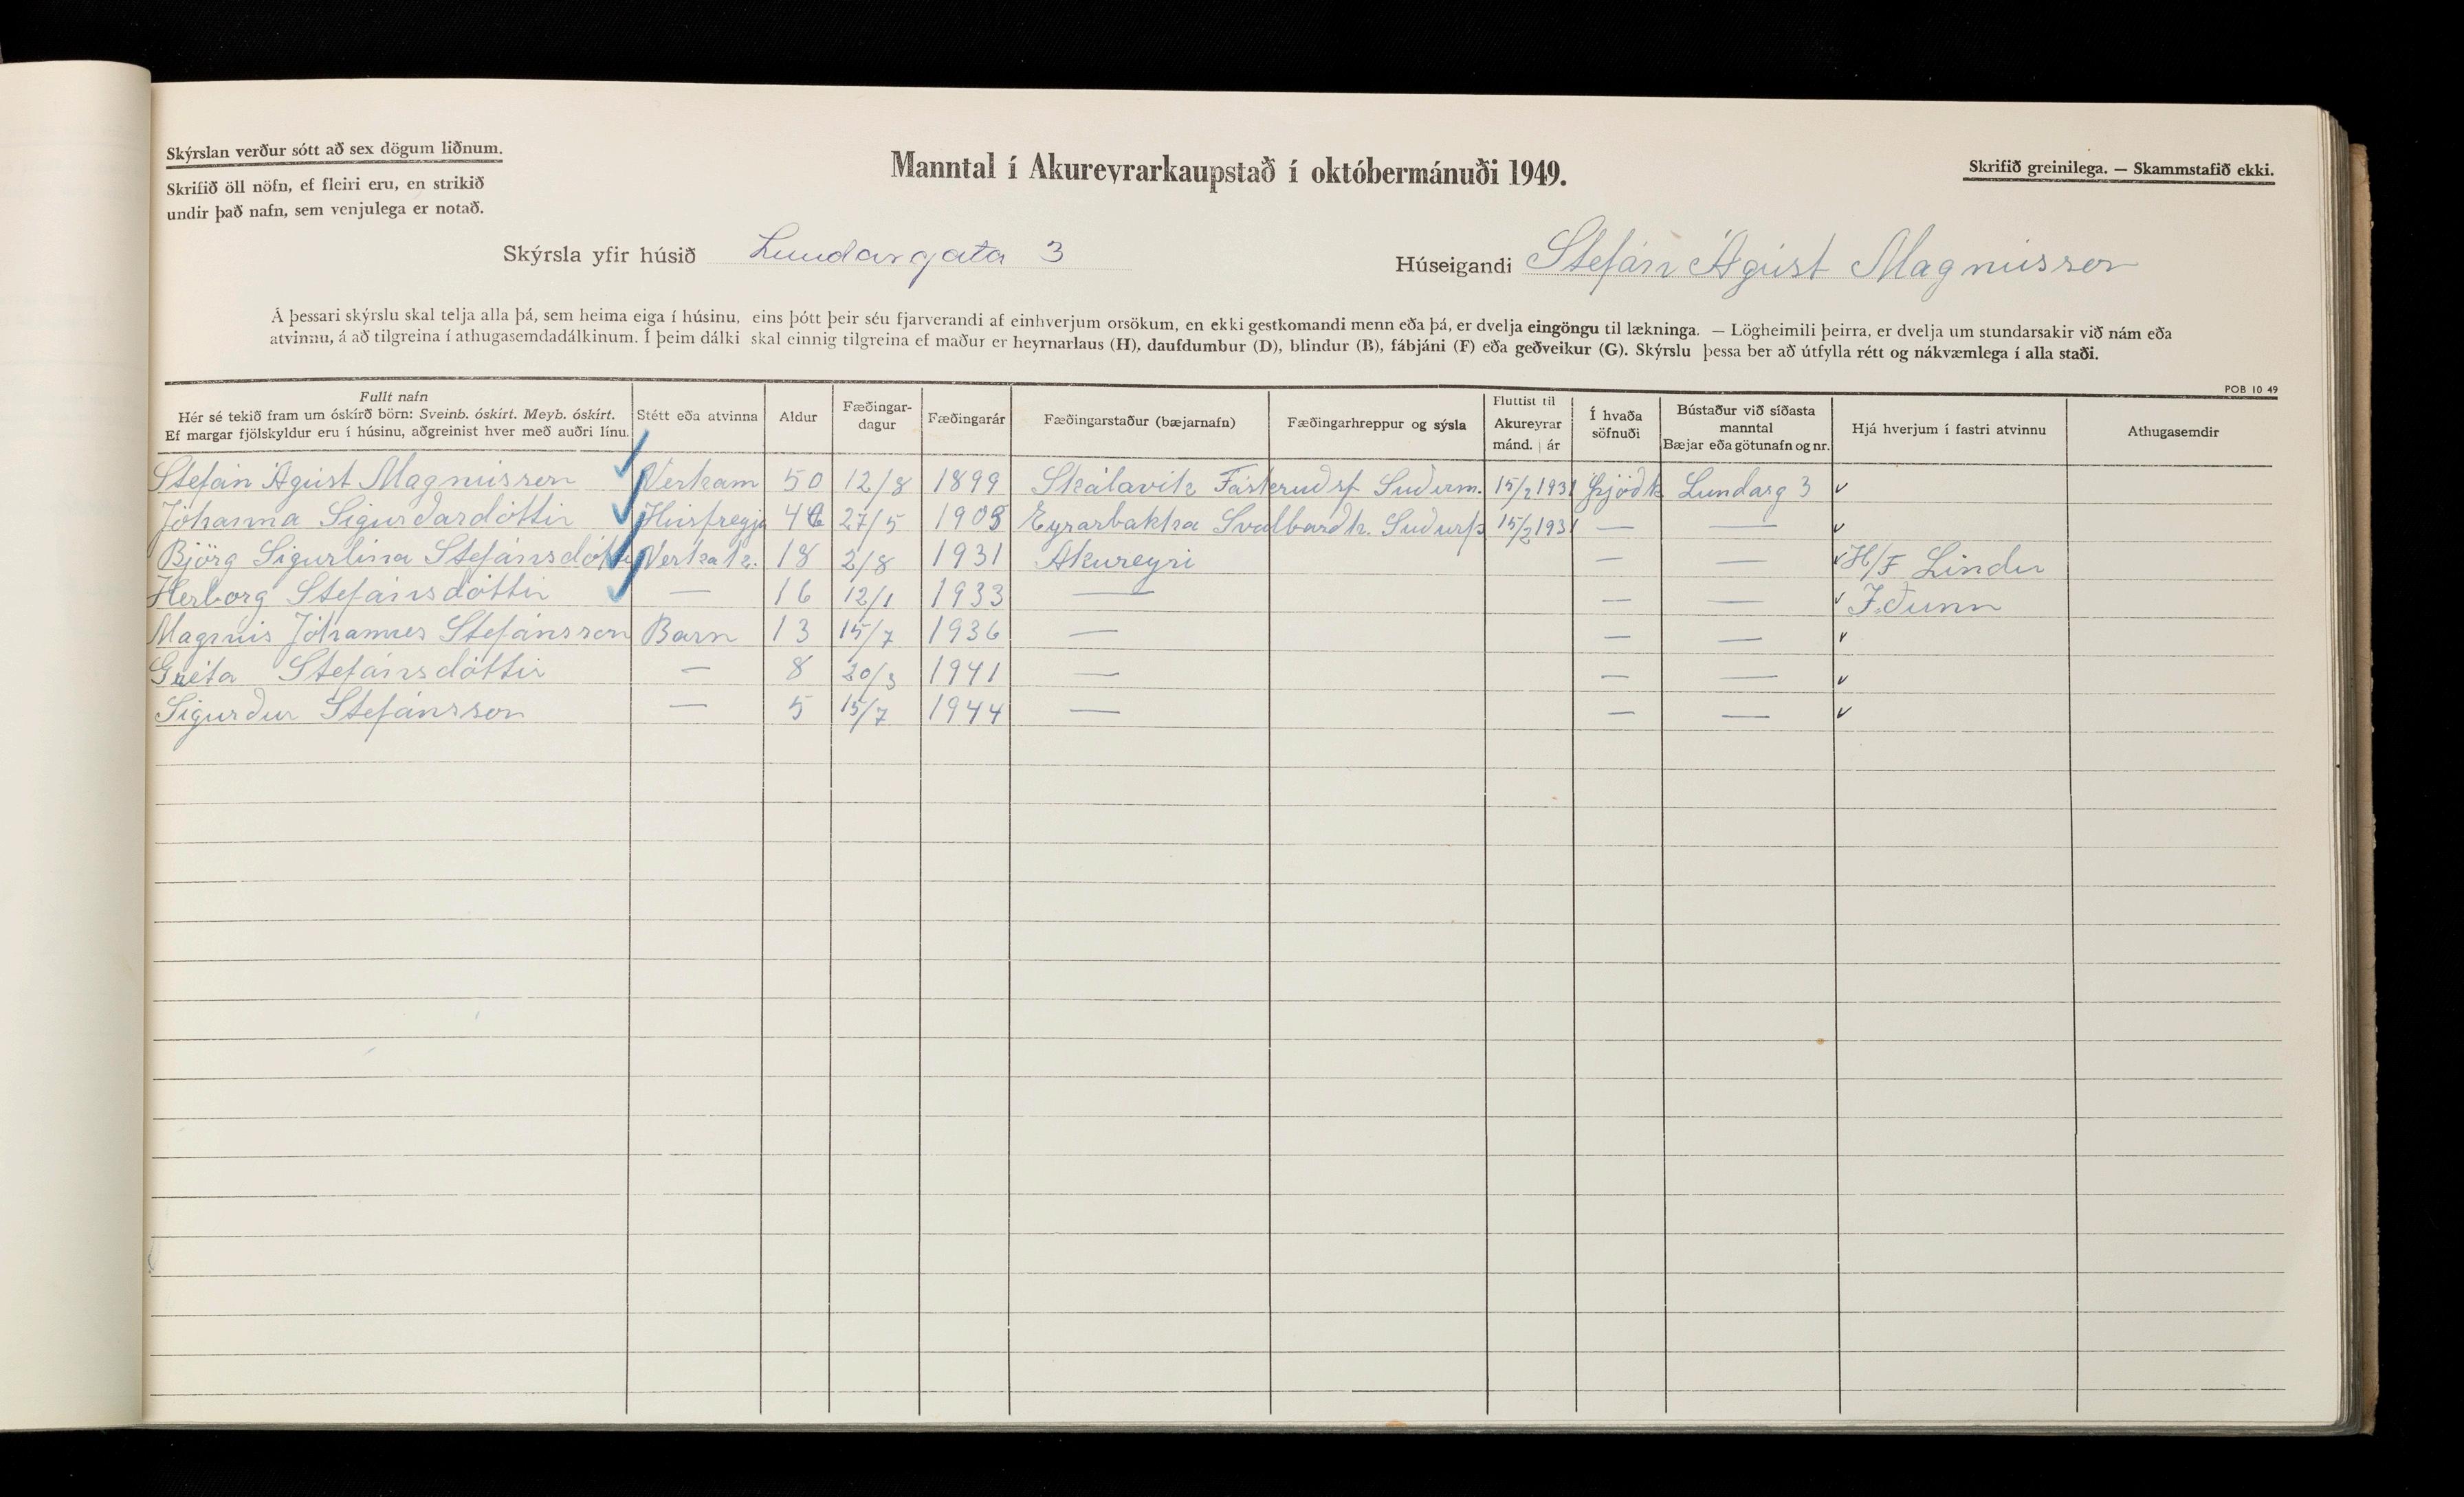 Skýrslan verður sótt að sex dögum liðnum.
Skrifið öll nöfn, ef fleiri eru, en strikið
undir það nafn, sem venjulega er notað.
Manntal í Akureyrarkaupstað í októbermánuði 1949.
Skrifið greinilega. — Skammstafið ekki.
Skýrsla yfir húsið Lundargata 3
Húseigandi Stefán Ágúst Magnússon
Á þessari skýrslu skal telja alla þá, sem heima eiga í húsinu, eins þótt þeir séu fjarverandi af einhverjum orsökum, en ekki gestkomandi menn eða þá, er dvelja eingöngu til lækninga. — Lögheimili þeirra, er dvelja um stundarsakir við nám eða
atvinnu, á að tilgreina í athugasemdadálkinum. Í þeim dálki skal einnig tilgreina ef maður er heyrnarlaus (H), daufdumbur (D), blindur (B), fábjáni (F) eða geðveikur (G). Skýrslu þessa ber að útfylla rétt og nákvæmlega í alla staði.
POB 10 49
Fullt nafn
Hér sé tekið fram um óskírð börn: Sveinb. óskírt. Meyb. óskírt.
Ef margar fjölskyldur eru í húsinu, aðgreinist hver með auðri línu.
Stétt eða atvinna
Aldur
Fæðingar-
dagur
Fæðingarár
Fæðingarstaður (bæjarnafn)
Fæðingarhreppur og sýsla
Fluttist til
Akureyrar
mánd. | ár
Í hvaða
söfnuði
Bústaður við síðasta
manntal
Bæjar eða götunafn og nr.
Hjá hverjum í fastri atvinnu
Athugasemdir
Stefán Ágúst Magnússon Verkam 50 12/8 1899 Skálavik Fáskrudsf Suðurm. 15/2 1931 Þjóðk Lundarg 3
Jóhanna Sigurðardóttir Húsfreyja 27/5 Eyrarbakka Svalbardh. Suðurþ 15/2 1931 — —
Björg Sigurlína Stefánsdóttir Verkak. 18 2/8 1931 Akureyri — — H/F Lindu
Herborg Stefánsdóttir — 16 12/1 1933 — — — Iðunn
Magnús Jóhannes Stefánsson Barn 13 15/7 1936 — — —
Gréta Stefánsdóttir — 8 20/3 1941 — — —
Sigurður Stefánsson — 5 15/7 1944 — — —